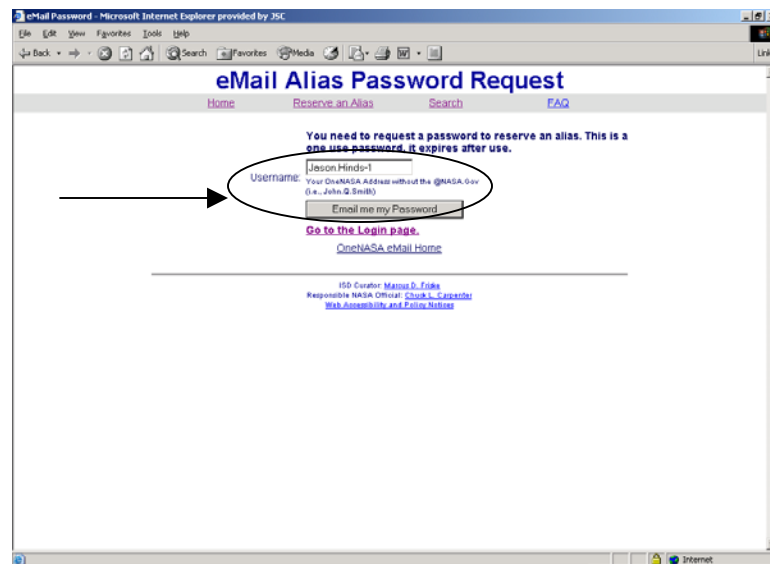 eMail Password - Microsoft Internet Explorer provided by JSC
File Edit View Favorites Tools Help
Back Search Favorites Media Link
eMail Alias Password Request
Home Reserve an Alias Search FAQ
You need to request a password to reserve an alias. This is a
one use password, it expires after use.
Username: Jason.Hinds-1
Your OneNASA Address without the @NASA.Gov
(i.e., John.Q.Smith)
Email me my Password
Go to the Login page.
OneNASA eMail Home
ISD Curator: Marcus D. Fricke
Responsible NASA Official: Chuck L. Carpenter
Web Accessibility and Policy Notices
Internet